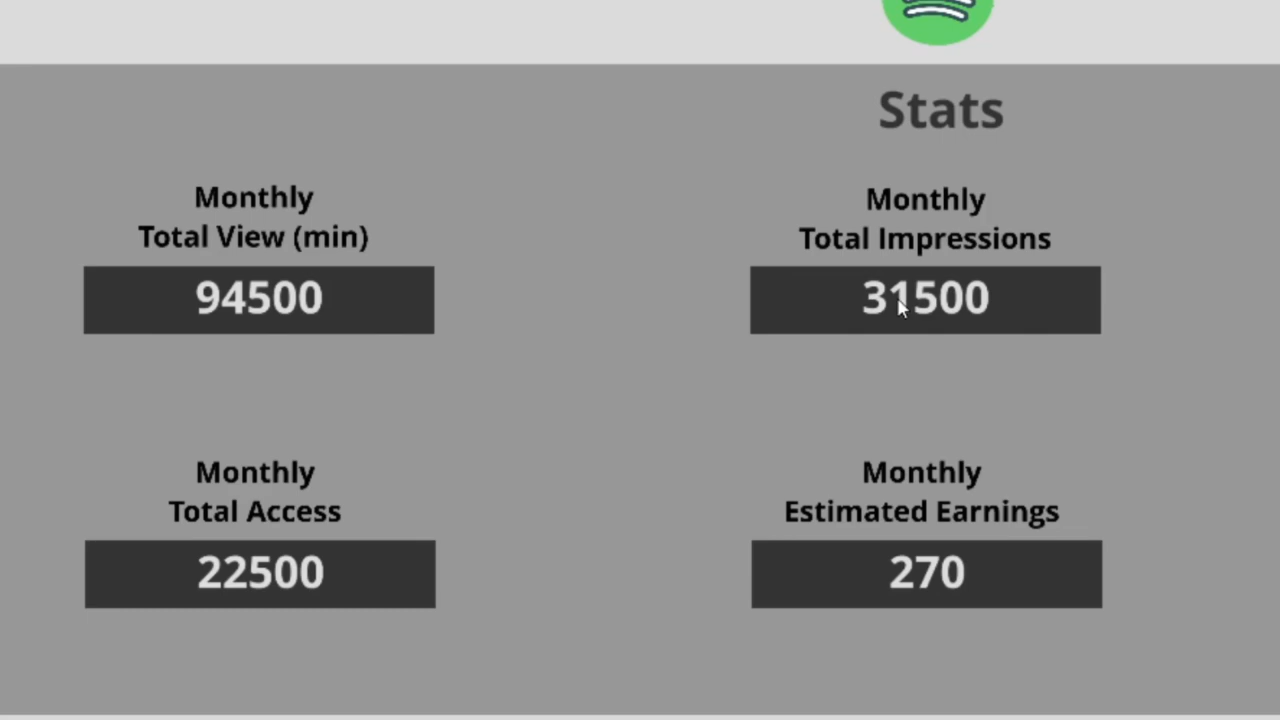 Stats
Monthly
Total View (min)
94500
Monthly
Total Impressions
31500
Monthly
Total Access
22500
Monthly
Estimated Earnings
270